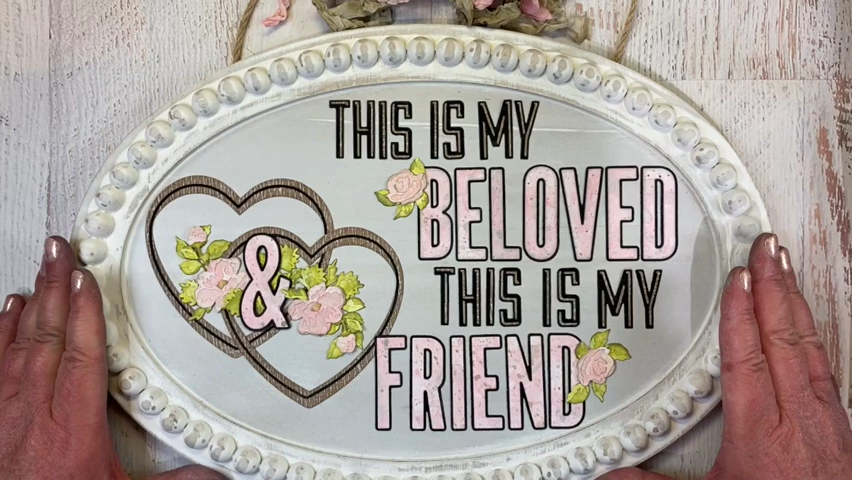 THIS IS MY
BELOVED
THIS IS MY
FRIEND
&